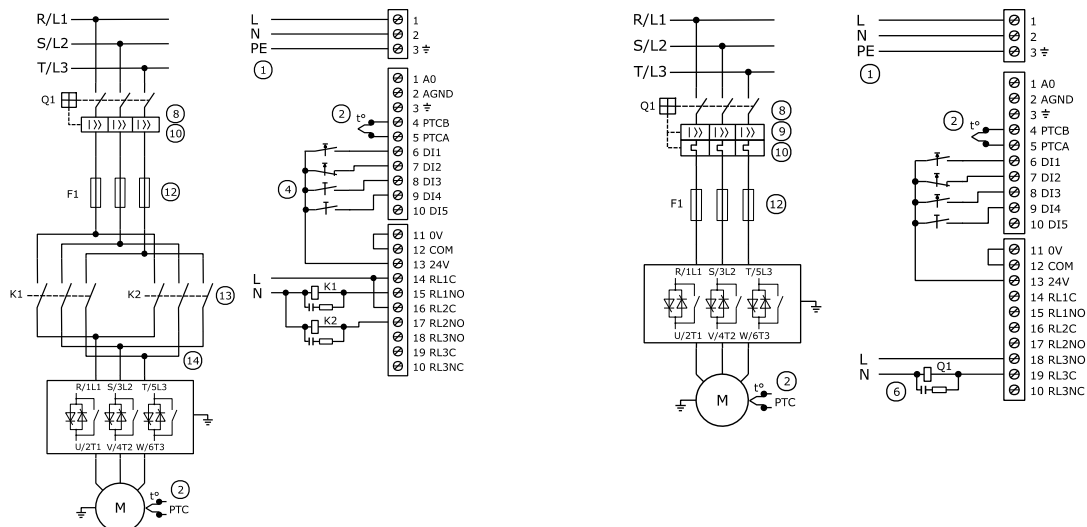 R/L1
S/L2
T/L3
Q1
8
10
F1
12
K1
K2
13
14
R/1L1 S/3L2 T/5L3
U/2T1 V/4T2 W/6T3
M
t°
2
PTC
L
N
PE
1
1
2
3
1 A0
2 AGND
3
4 PTCB
5 PTCA
6 DI1
7 DI2
8 DI3
9 DI4
10 DI5
2
t°
4
11 0V
12 COM
13 24V
14 RL1C
15 RL1NO
16 RL2C
17 RL2NO
18 RL3NO
19 RL3C
10 RL3NC
L
N
K1
K2
R/L1
S/L2
T/L3
Q1
8
9
10
F1
12
R/1L1 S/3L2 T/5L3
U/2T1 V/4T2 W/6T3
M
t°
2
PTC
L
N
PE
1
1
2
3
1 A0
2 AGND
3
4 PTCB
5 PTCA
6 DI1
7 DI2
8 DI3
9 DI4
10 DI5
2
t°
11 0V
12 COM
13 24V
14 RL1C
15 RL1NO
16 RL2C
17 RL2NO
18 RL3NO
19 RL3C
10 RL3NC
L
N
Q1
6